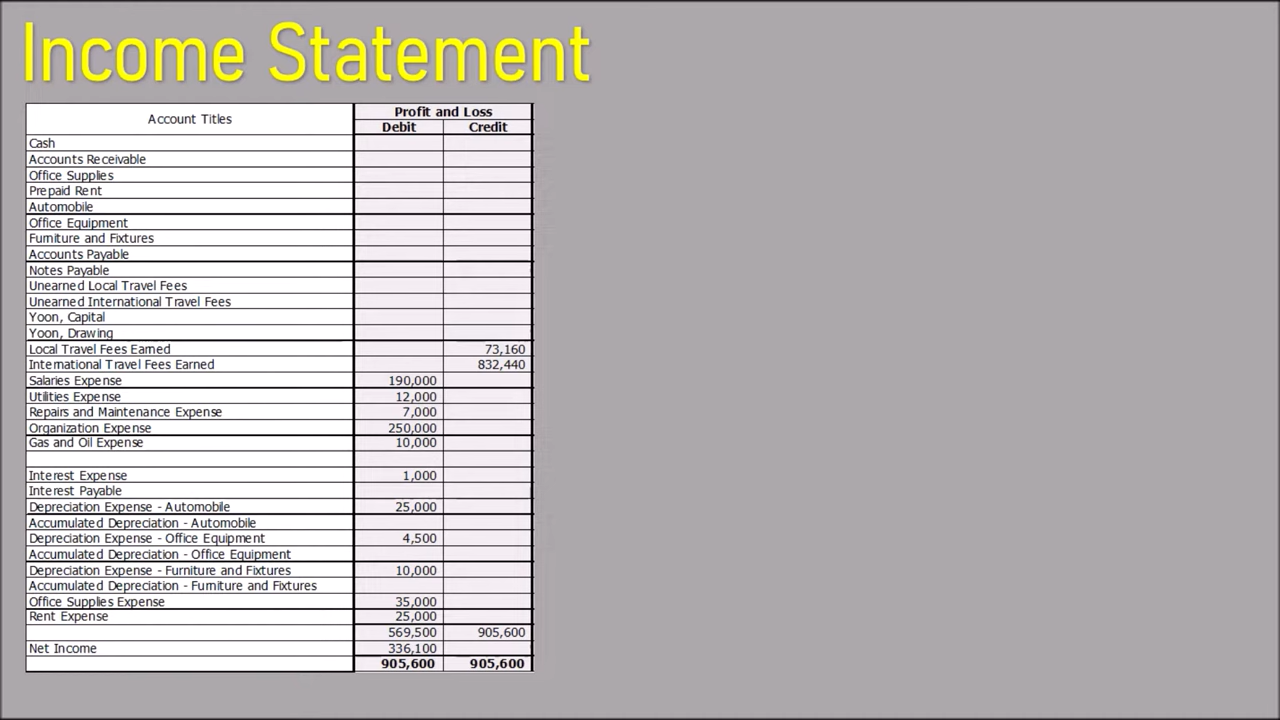 Income Statement
Account Titles Profit and Loss
Debit Credit
Cash
Accounts Receivable
Office Supplies
Prepaid Rent
Automobile
Office Equipment
Furniture and Fixtures
Accounts Payable
Notes Payable
Unearned Local Travel Fees
Unearned International Travel Fees
Yoon, Capital
Yoon, Drawing
Local Travel Fees Earned 73,160
International Travel Fees Earned 832,440
Salaries Expense 190,000
Utilities Expense 12,000
Repairs and Maintenance Expense 7,000
Organization Expense 250,000
Gas and Oil Expense 10,000
Interest Expense 1,000
Interest Payable
Depreciation Expense - Automobile 25,000
Accumulated Depreciation - Automobile
Depreciation Expense - Office Equipment 4,500
Accumulated Depreciation - Office Equipment
Depreciation Expense - Furniture and Fixtures 10,000
Accumulated Depreciation - Furniture and Fixtures
Office Supplies Expense 35,000
Rent Expense 25,000
569,500 905,600
Net Income 336,100
905,600 905,600